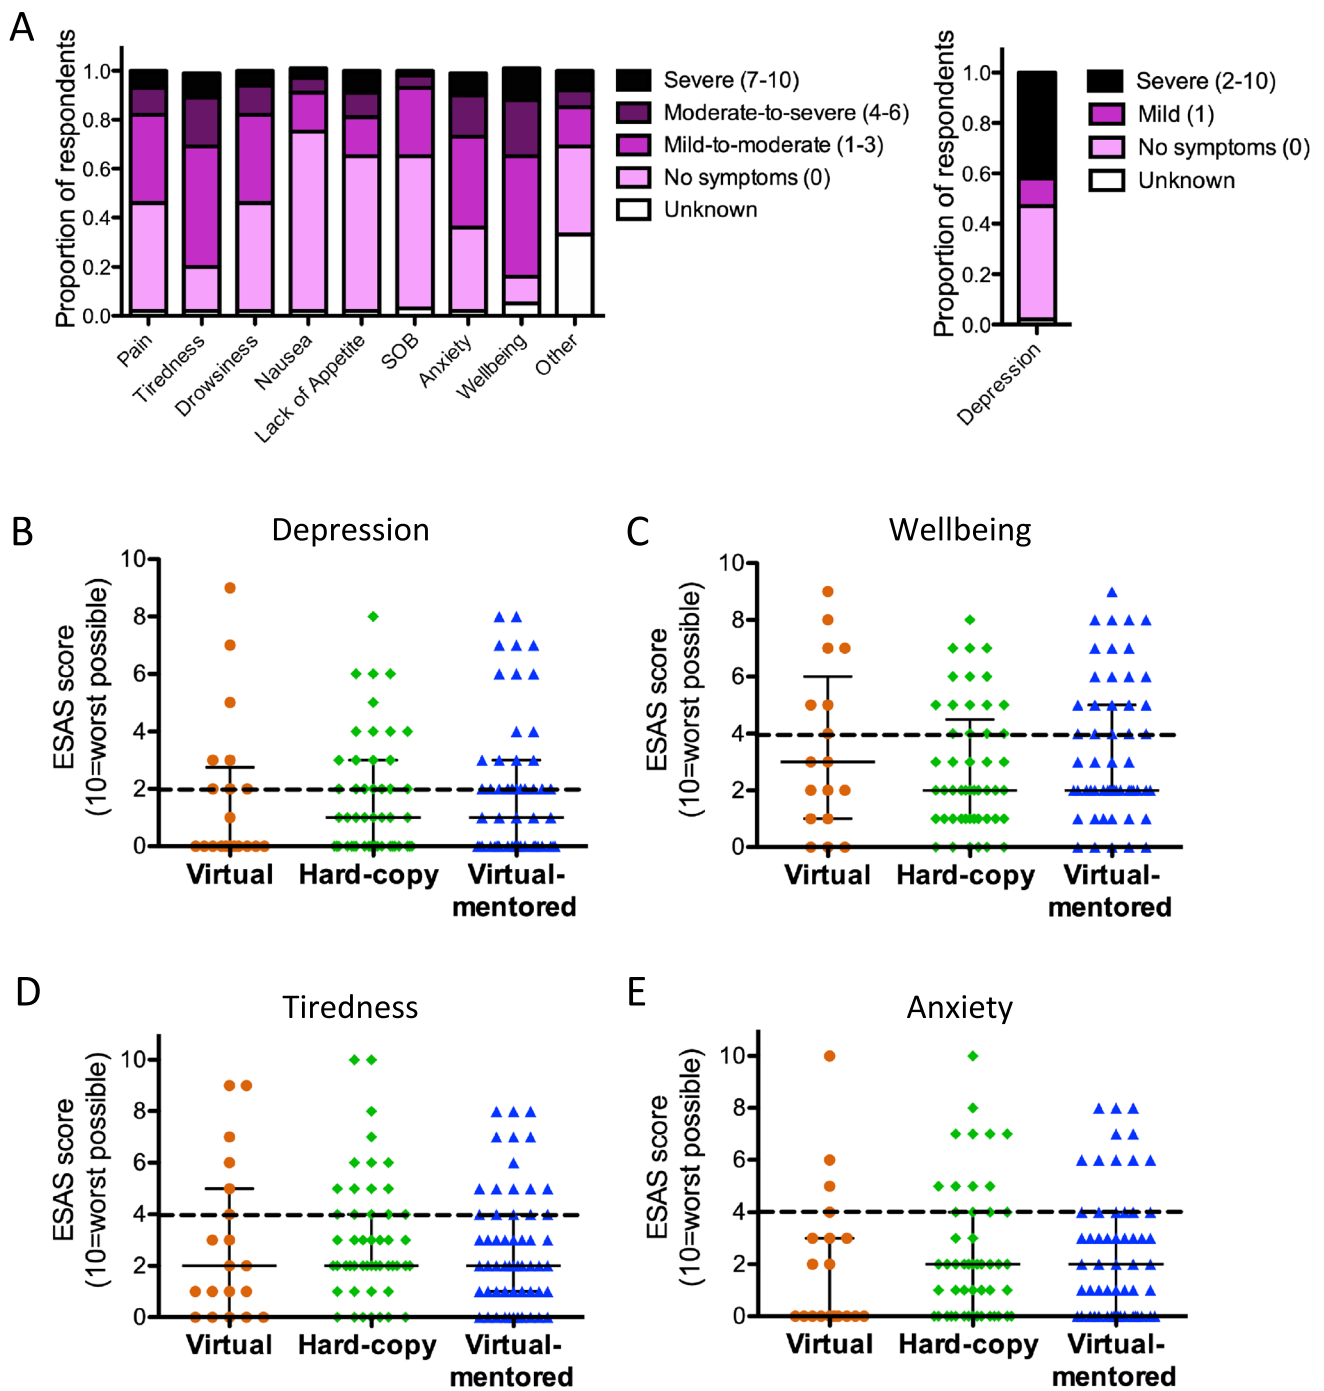 A
Proportion of respondents
1.0
0.8
0.6
0.4
0.2
0.0
Pain
Tiredness
Drowsiness
Nausea
Lack of Appetite
SOB
Anxiety
Wellbeing
Other
Severe (7-10)
Moderate-to-severe (4-6)
Mild-to-moderate (1-3)
No symptoms (0)
Unknown
Proportion of respondents
1.0
0.8
0.6
0.4
0.2
0.0
Depression
Severe (2-10)
Mild (1)
No symptoms (0)
Unknown
B
Depression
ESAS score
(10=worst possible)
10
8
6
4
2
0
Virtual
Hard-copy
Virtual-
mentored
C
Wellbeing
ESAS score
(10=worst possible)
10
8
6
4
2
0
Virtual
Hard-copy
Virtual-
mentored
D
Tiredness
ESAS score
(10=worst possible)
10
8
6
4
2
0
Virtual
Hard-copy
Virtual-
mentored
E
Anxiety
ESAS score
(10=worst possible)
10
8
6
4
2
0
Virtual
Hard-copy
Virtual-
mentored